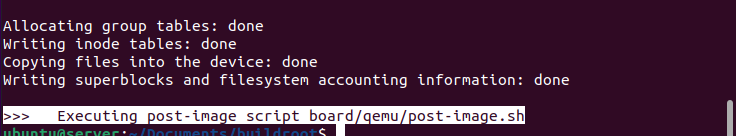 Allocating group tables: done
Writing inode tables: done
Copying files into the device: done
Writing superblocks and filesystem accounting information: done
>>>   Executing post-image script board/qemu/post-image.sh
ubuntu@server:~/Documents/buildroot$